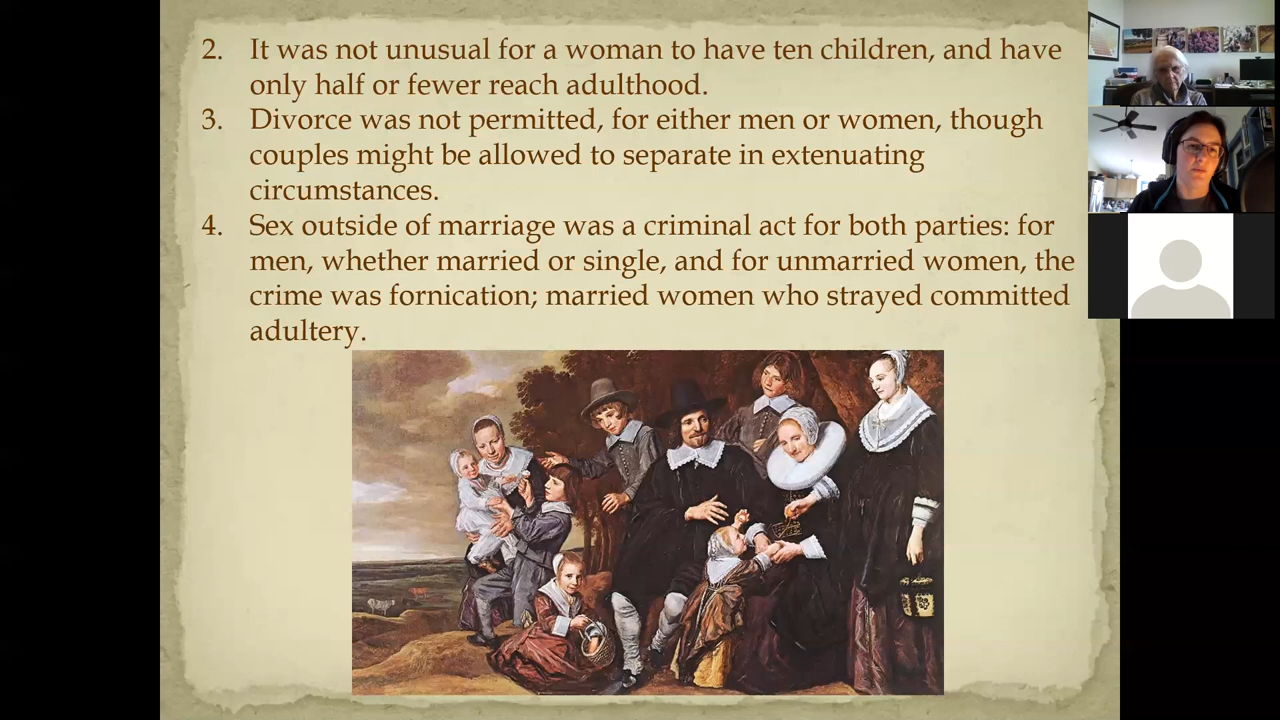 2. It was not unusual for a woman to have ten children, and have
only half or fewer reach adulthood.
3. Divorce was not permitted, for either men or women, though
couples might be allowed to separate in extenuating
circumstances.
4. Sex outside of marriage was a criminal act for both parties: for
men, whether married or single, and for unmarried women, the
crime was fornication; married women who strayed committed
adultery.